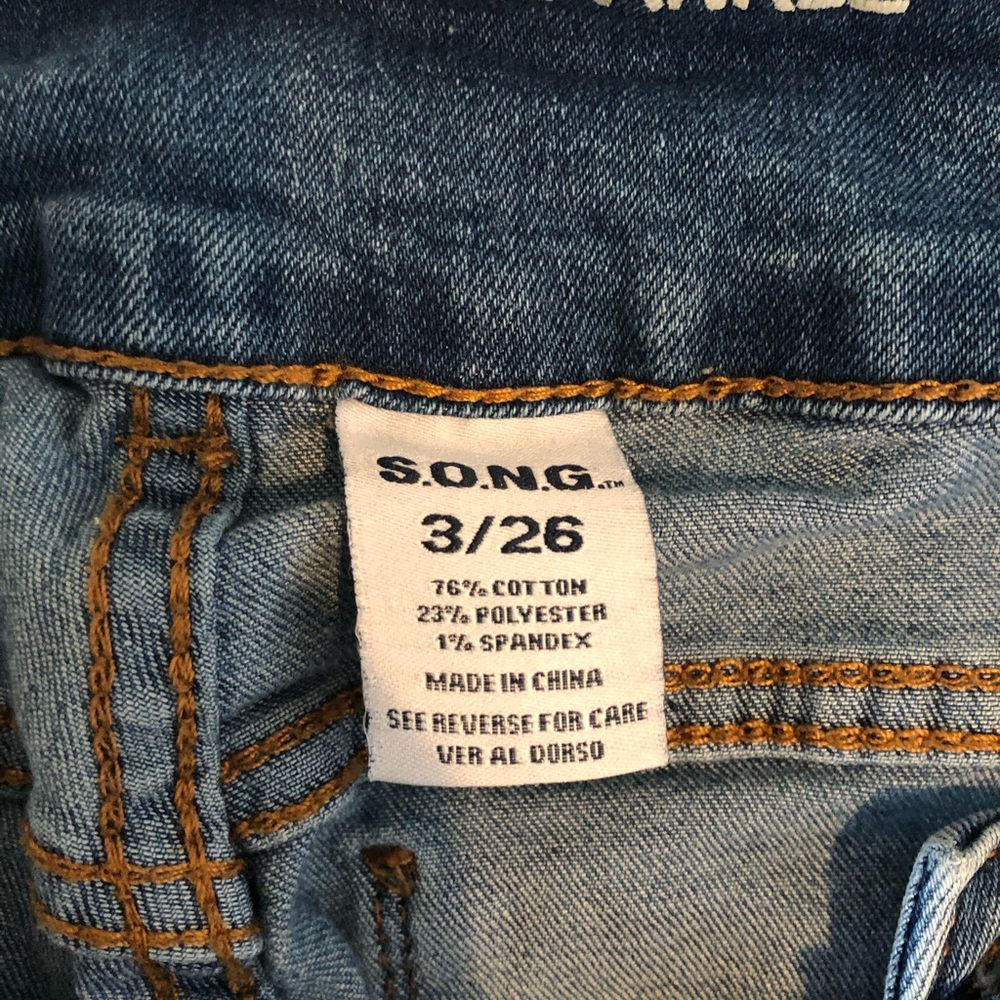 S.O.N.G.™
3/26
76% COTTON
23% POLYESTER
1% SPANDEX
MADE IN CHINA
SEE REVERSE FOR CARE
VER AL DORSO